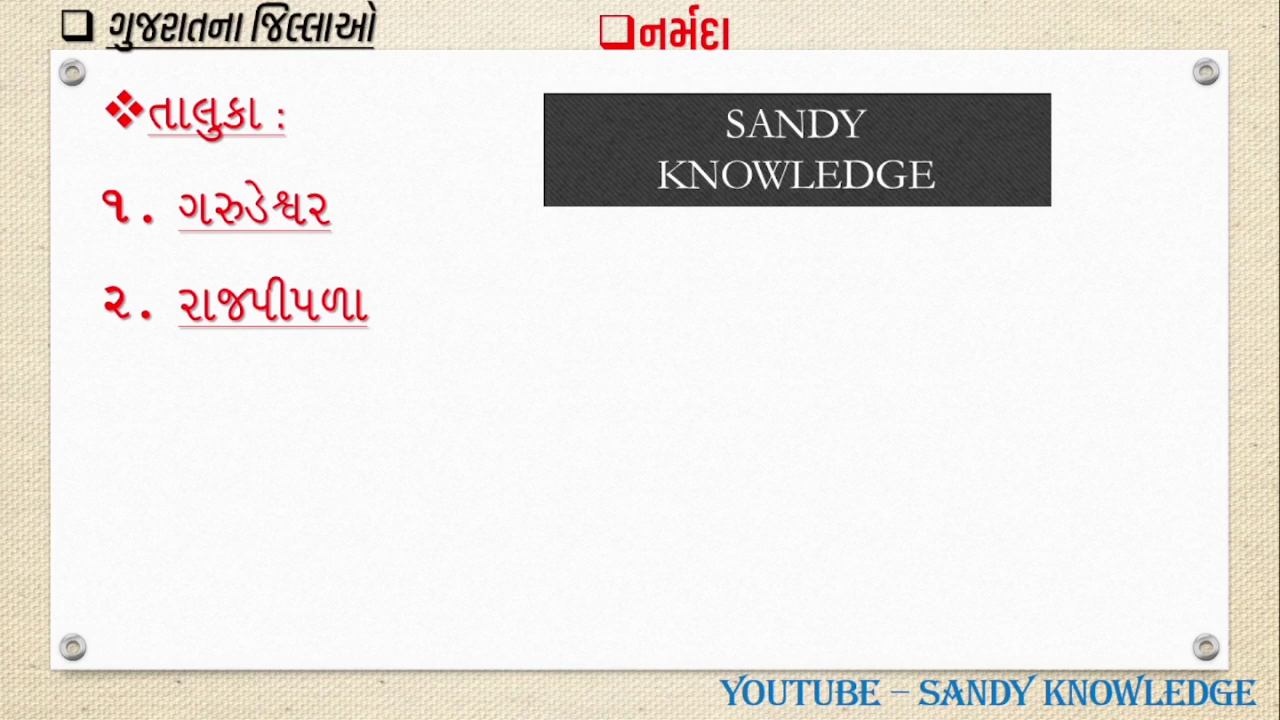 ❑ ગુજરાતના જિલ્લાઓ
❑નર્મદા
❖તાલુકા :
SANDY
KNOWLEDGE
૧. ગરુડેશ્વર
૨. રાજપીપળા
YOUTUBE – SANDY KNOWLEDGE